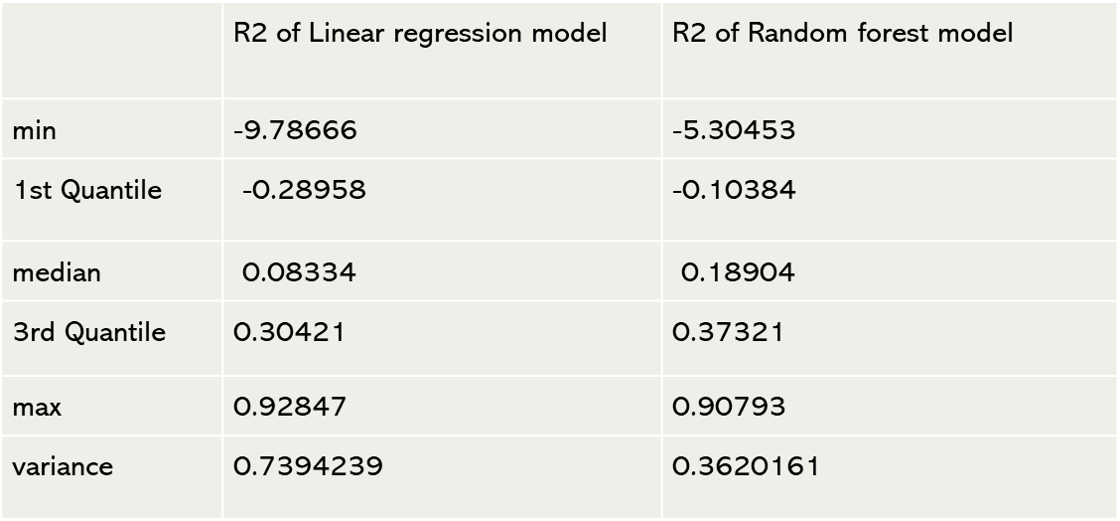 R2 of Linear regression model R2 of Random forest model
min -9.78666 -5.30453
1st Quantile -0.28958 -0.10384
median 0.08334 0.18904
3rd Quantile 0.30421 0.37321
max 0.92847 0.90793
variance 0.7394239 0.3620161